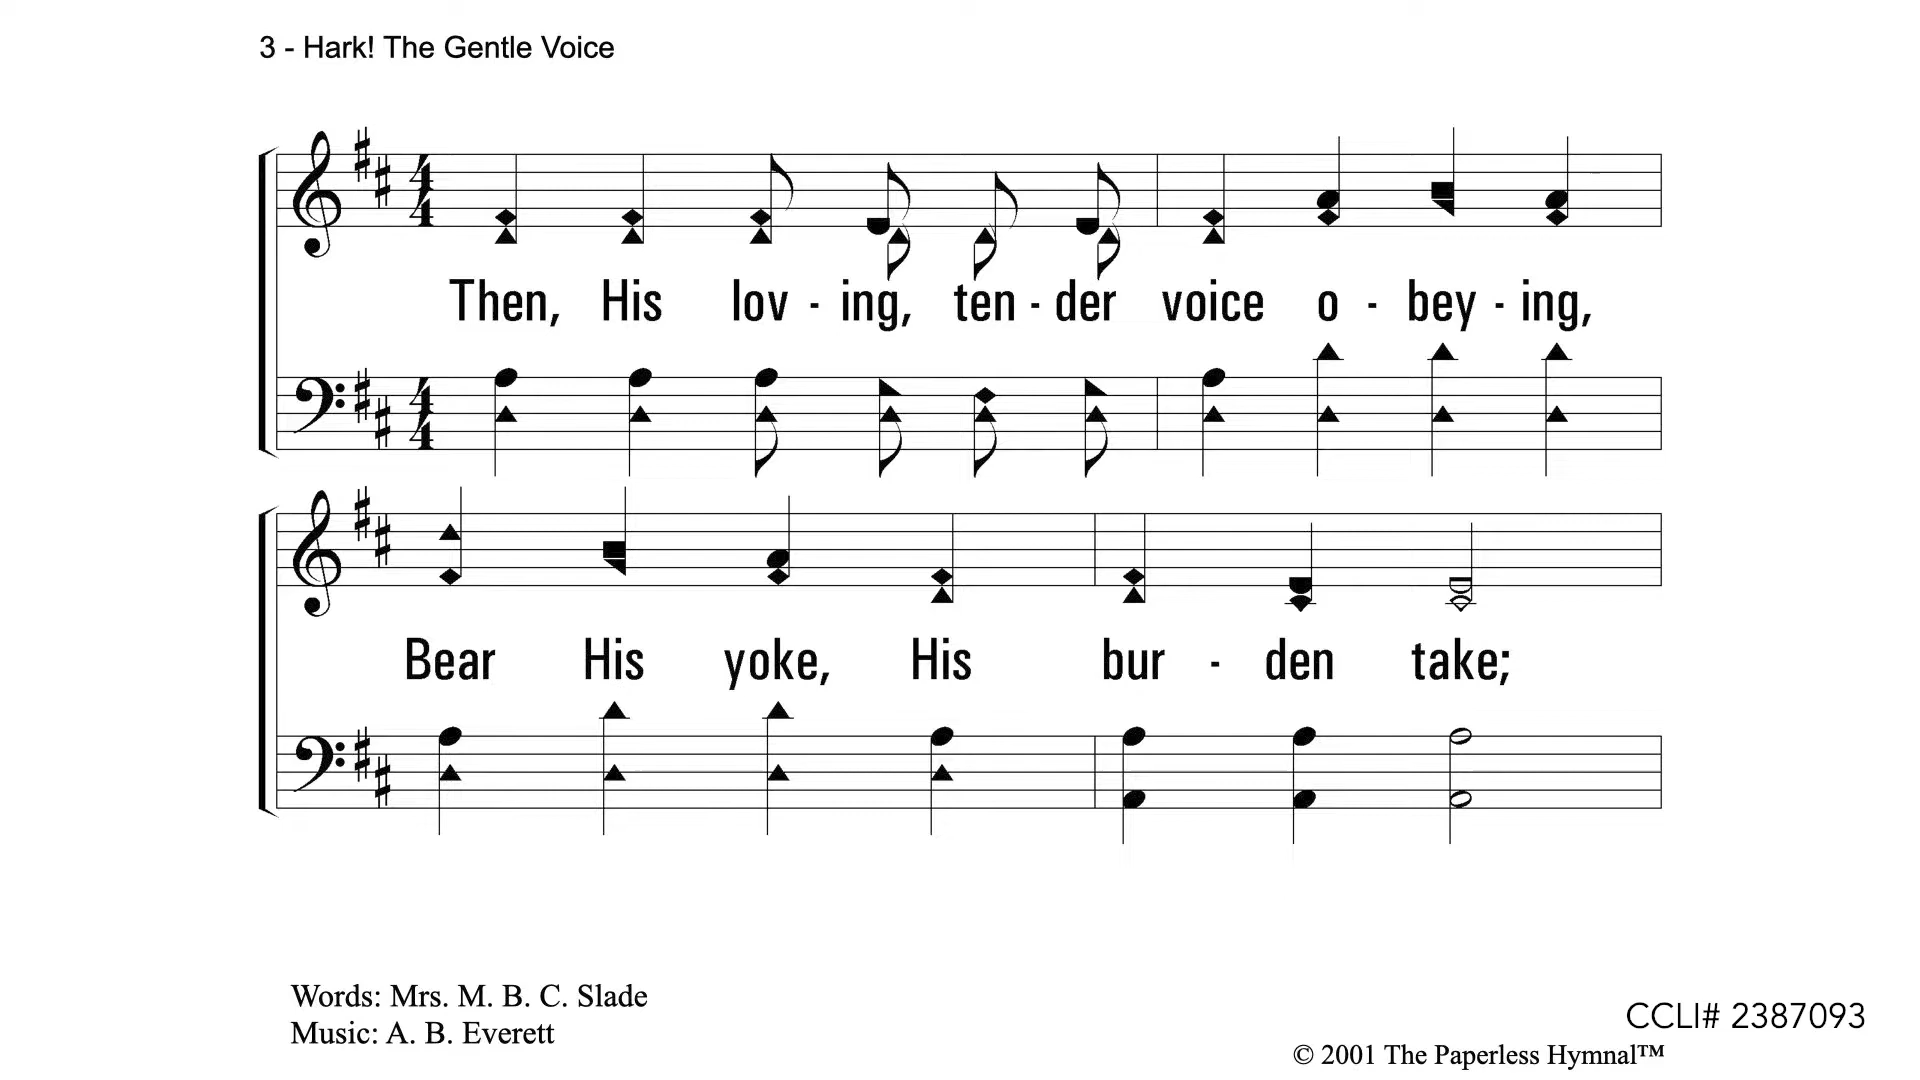 3 - Hark! The Gentle Voice
Then, His lov - ing, ten - der voice o - bey - ing,
Bear His yoke, His bur - den take;
Words: Mrs. M. B. C. Slade
Music: A. B. Everett
CCLI# 2387093
© 2001 The Paperless Hymnal™